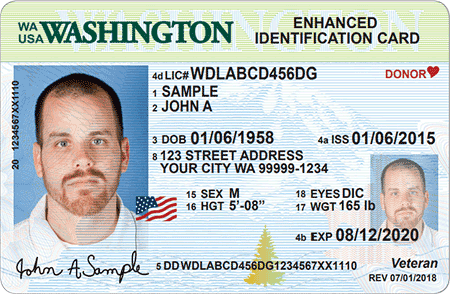 WA USA WASHINGTON
ENHANCED
IDENTIFICATION CARD
4d LIC# WDLABCD456DG
DONOR
1 SAMPLE
2 JOHN A
3 DOB 01/06/1958
4a ISS 01/06/2015
8 123 STREET ADDRESS
YOUR CITY WA 99999-1234
15 SEX M
18 EYES DIC
16 HGT 5'-08"
17 WGT 165 lb
4b EXP 08/12/2020
5 DD WDLABCD456DG1234567XX1110
Veteran
REV 07/01/2018
20 1234567XX1110
John A Sample
WASHINGTON